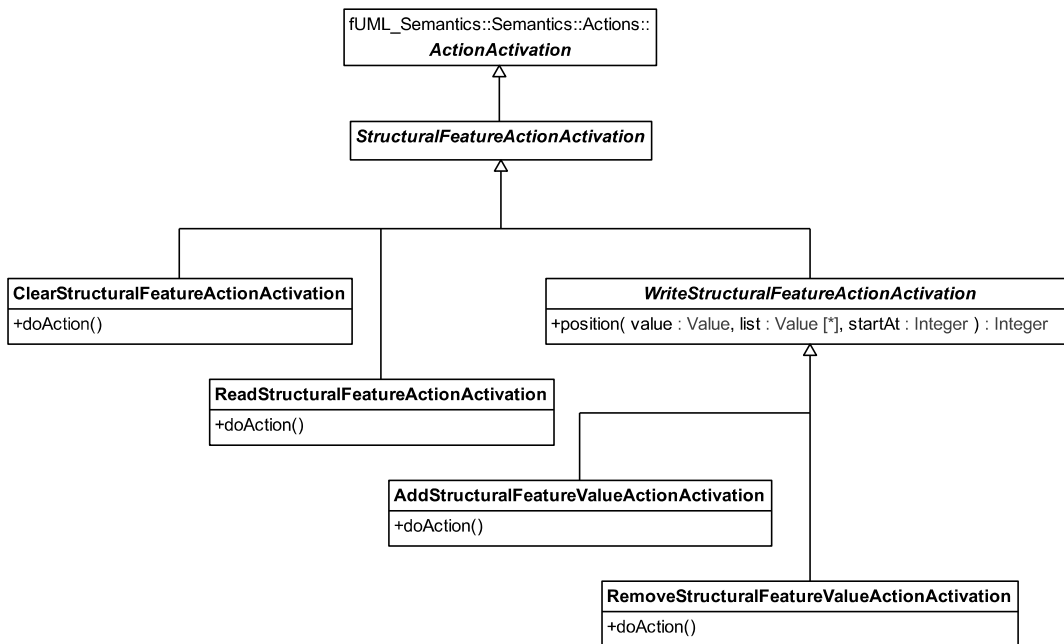 fUML_Semantics::Semantics::Actions::
ActionActivation
StructuralFeatureActionActivation
ClearStructuralFeatureActionActivation
+doAction()
WriteStructuralFeatureActionActivation
+position( value : Value, list : Value [*], startAt : Integer ) : Integer
ReadStructuralFeatureActionActivation
+doAction()
AddStructuralFeatureValueActionActivation
+doAction()
RemoveStructuralFeatureValueActionActivation
+doAction()